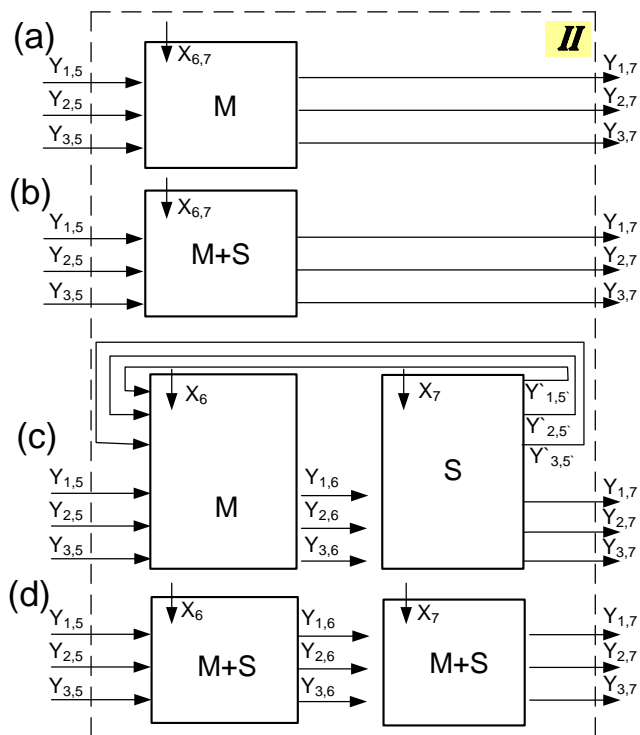 (a)
II
X6,7
Y1,5
Y2,5
Y3,5
M
Y1,7
Y2,7
Y3,7
(b)
X6,7
Y1,5
Y2,5
Y3,5
M+S
Y1,7
Y2,7
Y3,7
(c)
X6
X7
Y`1,5`
Y`2,5`
Y`3,5`
Y1,5
Y2,5
Y3,5
M
Y1,6
Y2,6
Y3,6
S
Y1,7
Y2,7
Y3,7
(d)
X6
X7
Y1,5
Y2,5
Y3,5
M+S
Y1,6
Y2,6
Y3,6
M+S
Y1,7
Y2,7
Y3,7